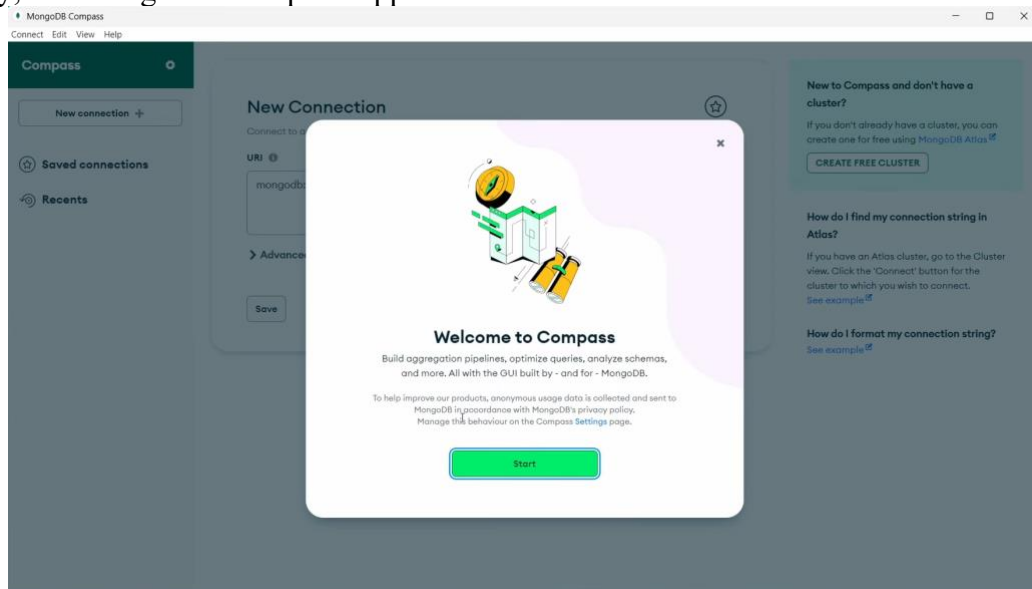 MongoDB Compass
Connect Edit View Help
Compass
New connection +
Saved connections
Recents
New Connection
Connect to a
URI
mongodb:
Advance
Save
Welcome to Compass
Build aggregation pipelines, optimize queries, analyze schemas,
and more. All with the GUI built by - and for - MongoDB.
To help improve our products, anonymous usage data is collected and sent to
MongoDB in accordance with MongoDB's privacy policy.
Manage this behaviour on the Compass Settings page.
Start
New to Compass and don't have a
cluster?
If you don't already have a cluster, you can
create one for free using MongoDB Atlas
CREATE FREE CLUSTER
How do I find my connection string in
Atlas?
If you have an Atlas cluster, go to the Cluster
view. Click the 'Connect' button for the
cluster to which you wish to connect.
See example
How do I format my connection string?
See example